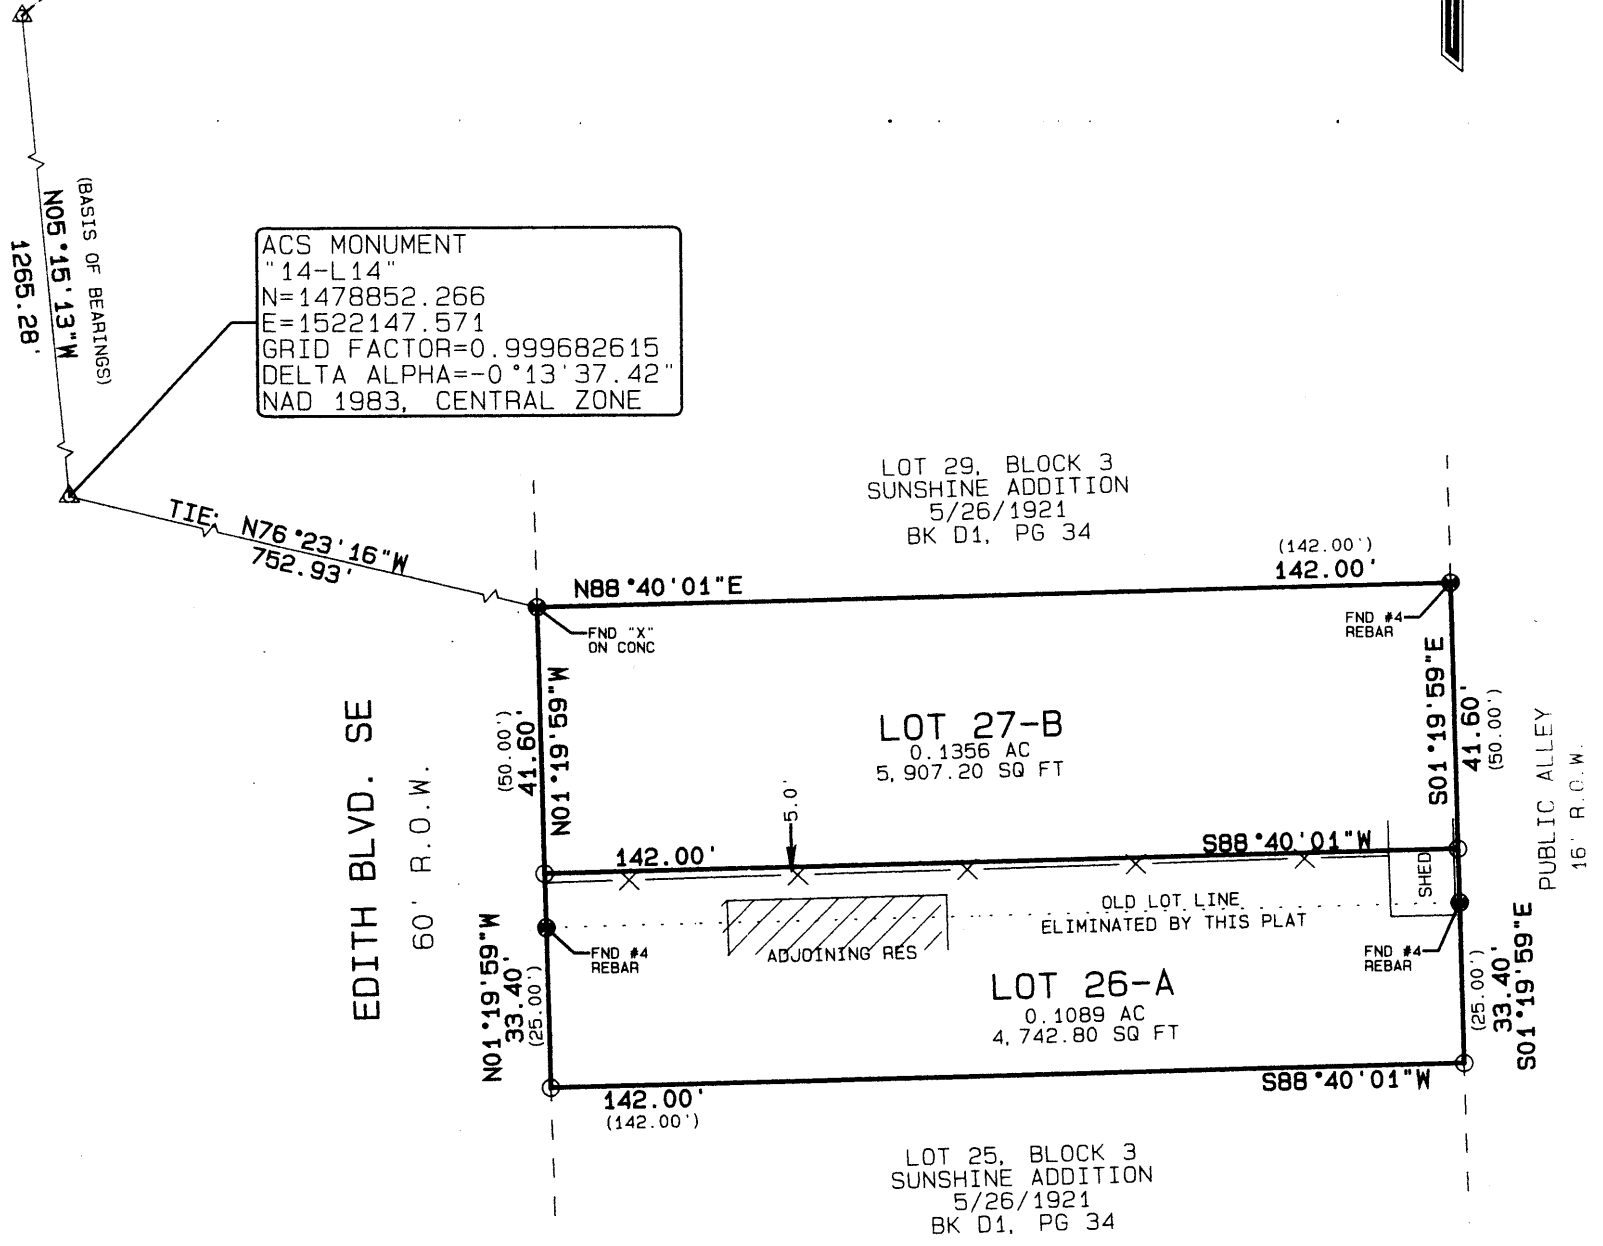 (BASIS OF BEARINGS)
N05°15'13"W
1265.28'
ACS MONUMENT
"14-L14"
N=1478852.266
E=1522147.571
GRID FACTOR=0.999682615
DELTA ALPHA=-0°13'37.42"
NAD 1983, CENTRAL ZONE
TIE: N76°23'16"W
752.93'
LOT 29, BLOCK 3
SUNSHINE ADDITION
5/26/1921
BK D1, PG 34
(142.00')
142.00'
N88°40'01"E
FND "X"
ON CONC
FND #4
REBAR
N01°19'59"W
41.60'
(50.00')
S01°19'59"E
41.60'
(50.00')
LOT 27-B
0.1356 AC
5,907.20 SQ FT
EDITH BLVD. SE
60' R.O.W.
PUBLIC ALLEY
16' R.O.W.
5.0'
142.00'
S88°40'01"W
SHED
OLD LOT LINE
ELIMINATED BY THIS PLAT
ADJOINING RES
FND #4
REBAR
FND #4
REBAR
N01°19'59"W
33.40'
(25.00')
LOT 26-A
0.1089 AC
4,742.80 SQ FT
(25.00')
33.40'
S01°19'59"E
S88°40'01"W
142.00'
(142.00')
LOT 25, BLOCK 3
SUNSHINE ADDITION
5/26/1921
BK D1, PG 34